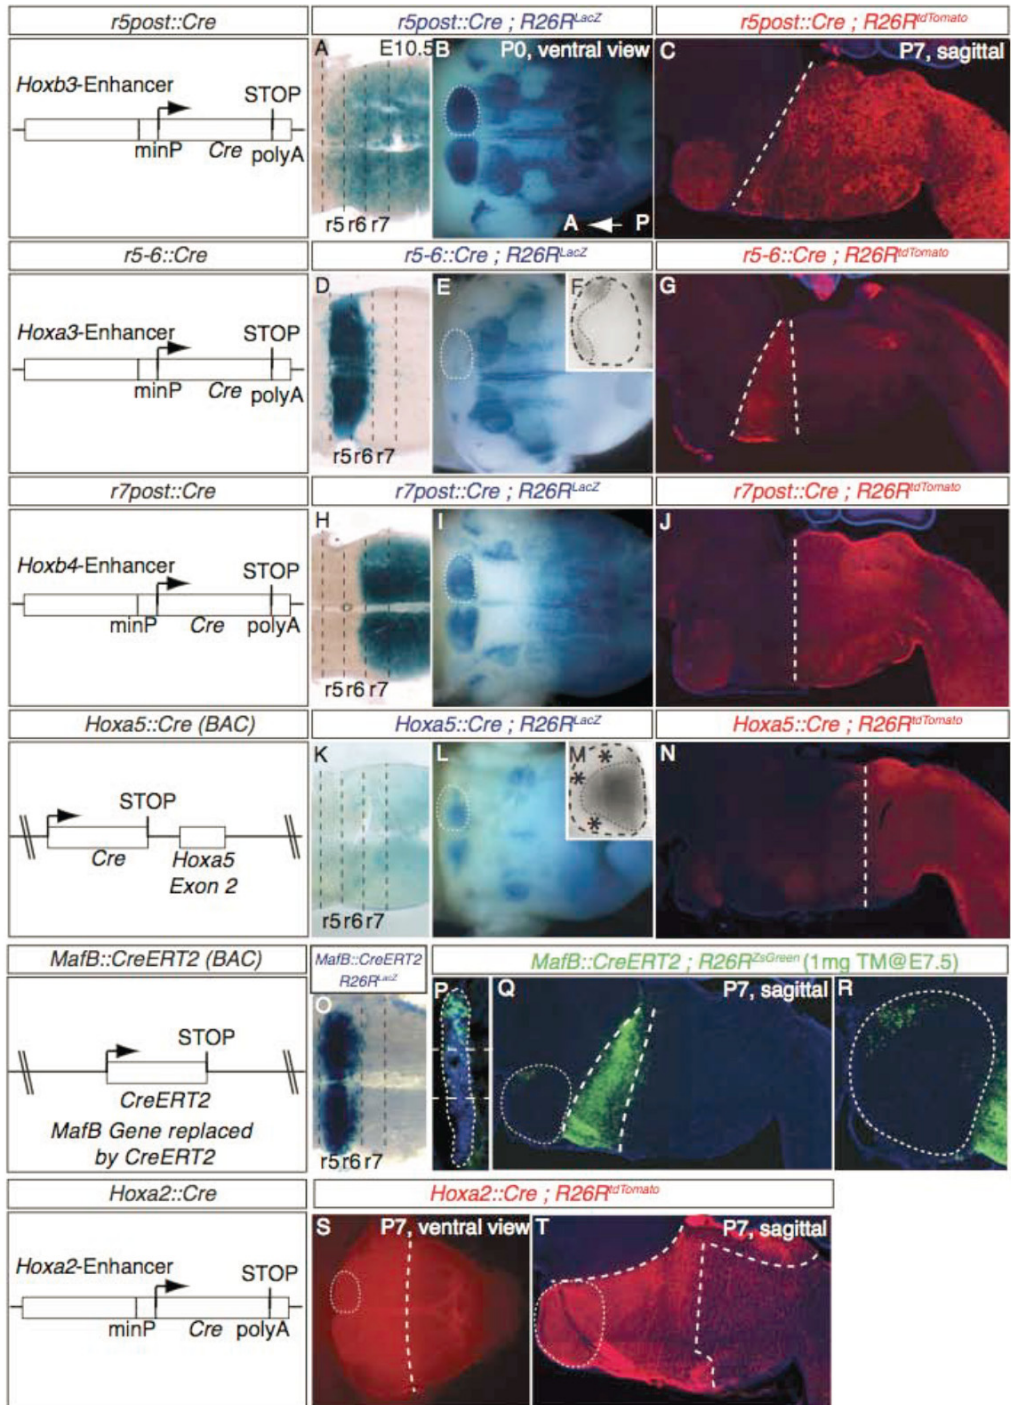 r5post::Cre
r5post::Cre ; R26R^LacZ
r5post::Cre ; R26R^tdTomato
Hoxb3-Enhancer
STOP
minP
Cre
polyA
A
E10.5
r5 r6 r7
B
P0, ventral view
A
P
C
P7, sagittal
r5-6::Cre
r5-6::Cre ; R26R^LacZ
r5-6::Cre ; R26R^tdTomato
Hoxa3-Enhancer
STOP
minP
Cre
polyA
D
r5 r6 r7
E
F
G
r7post::Cre
r7post::Cre ; R26R^LacZ
r7post::Cre ; R26R^tdTomato
Hoxb4-Enhancer
STOP
minP
Cre
polyA
H
r5 r6 r7
I
J
Hoxa5::Cre (BAC)
Hoxa5::Cre ; R26R^LacZ
Hoxa5::Cre ; R26R^tdTomato
STOP
Cre
Hoxa5
Exon 2
K
r5 r6 r7
L
M
*
*
*
N
MafB::CreERT2 (BAC)
MafB::CreERT2
R26R^LacZ
MafB::CreERT2 ; R26R^ZsGreen (1mg TM@E7.5)
STOP
CreERT2
MafB Gene replaced
by CreERT2
O
r5 r6 r7
P
Q
P7, sagittal
R
Hoxa2::Cre
Hoxa2::Cre ; R26R^tdTomato
Hoxa2-Enhancer
STOP
minP
Cre
polyA
S
P7, ventral view
T
P7, sagittal